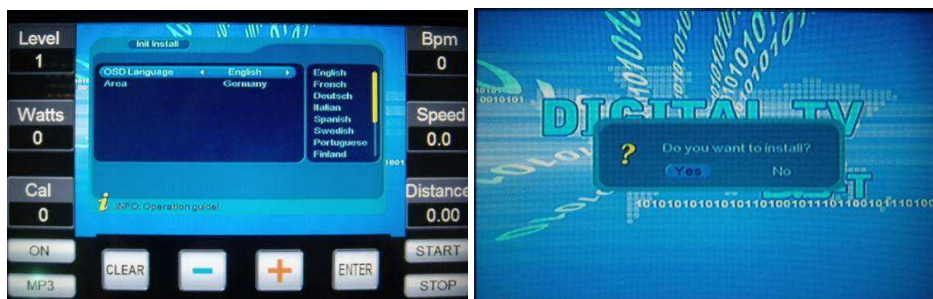 Level
1
Watts
0
Cal
0
ON
MP3
Init Install
OSD Language English
Area Germany
English
French
Deutsch
Italian
Spanish
Swedish
Portuguese
Finland
INFO: Operation guide!
CLEAR
ENTER
Bpm
0
Speed
0.0
Distance
0.00
START
STOP
DIGITAL TV
Do you want to install?
Yes No